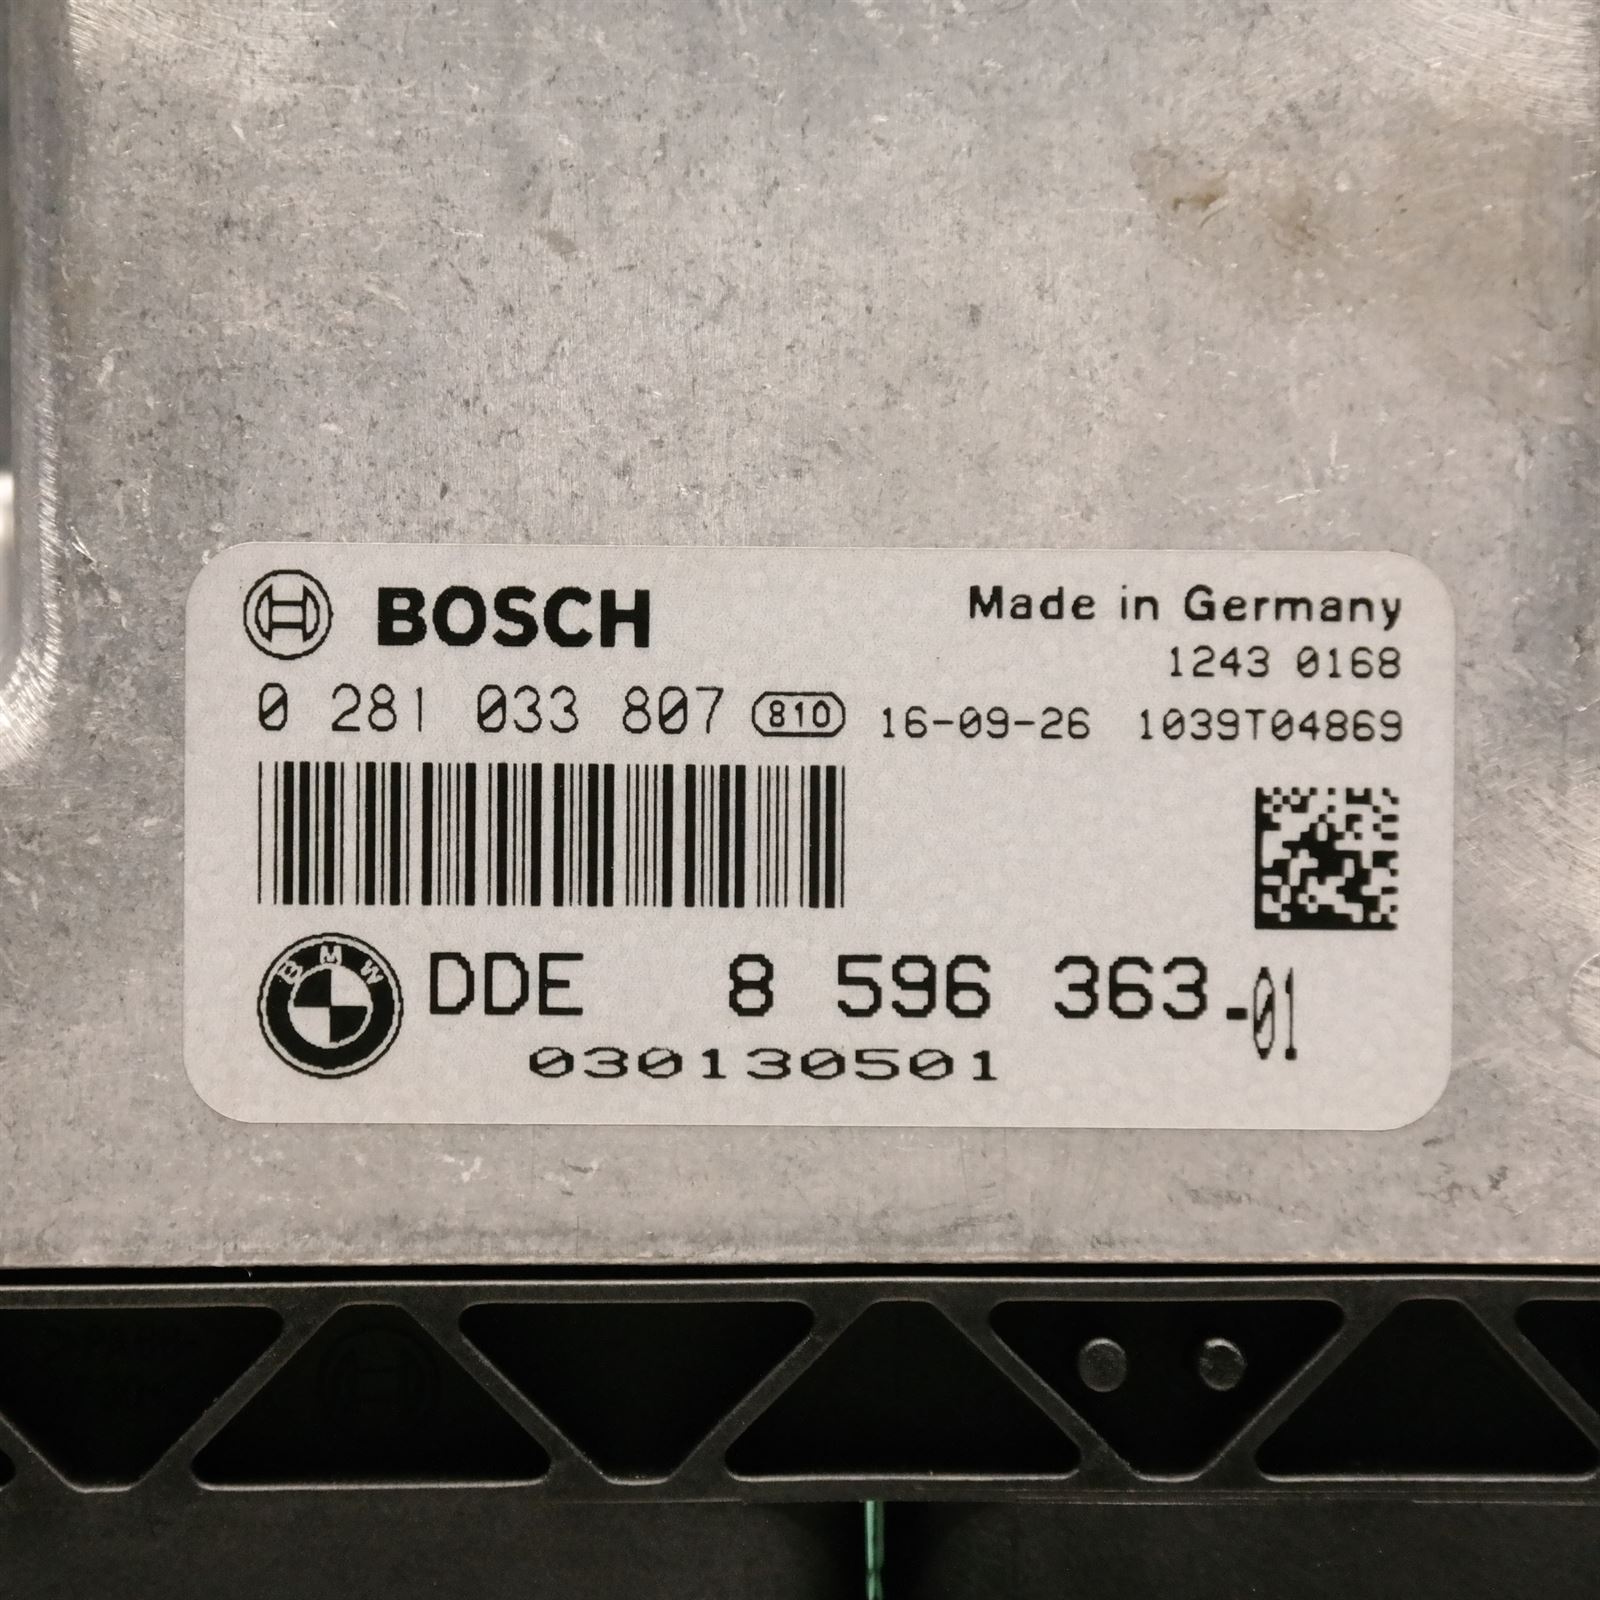 BOSCH
Made in Germany
1243 0168
0 281 033 807 810 16-09-26 1039T04869
BMW DDE 8 596 363-01
030130501